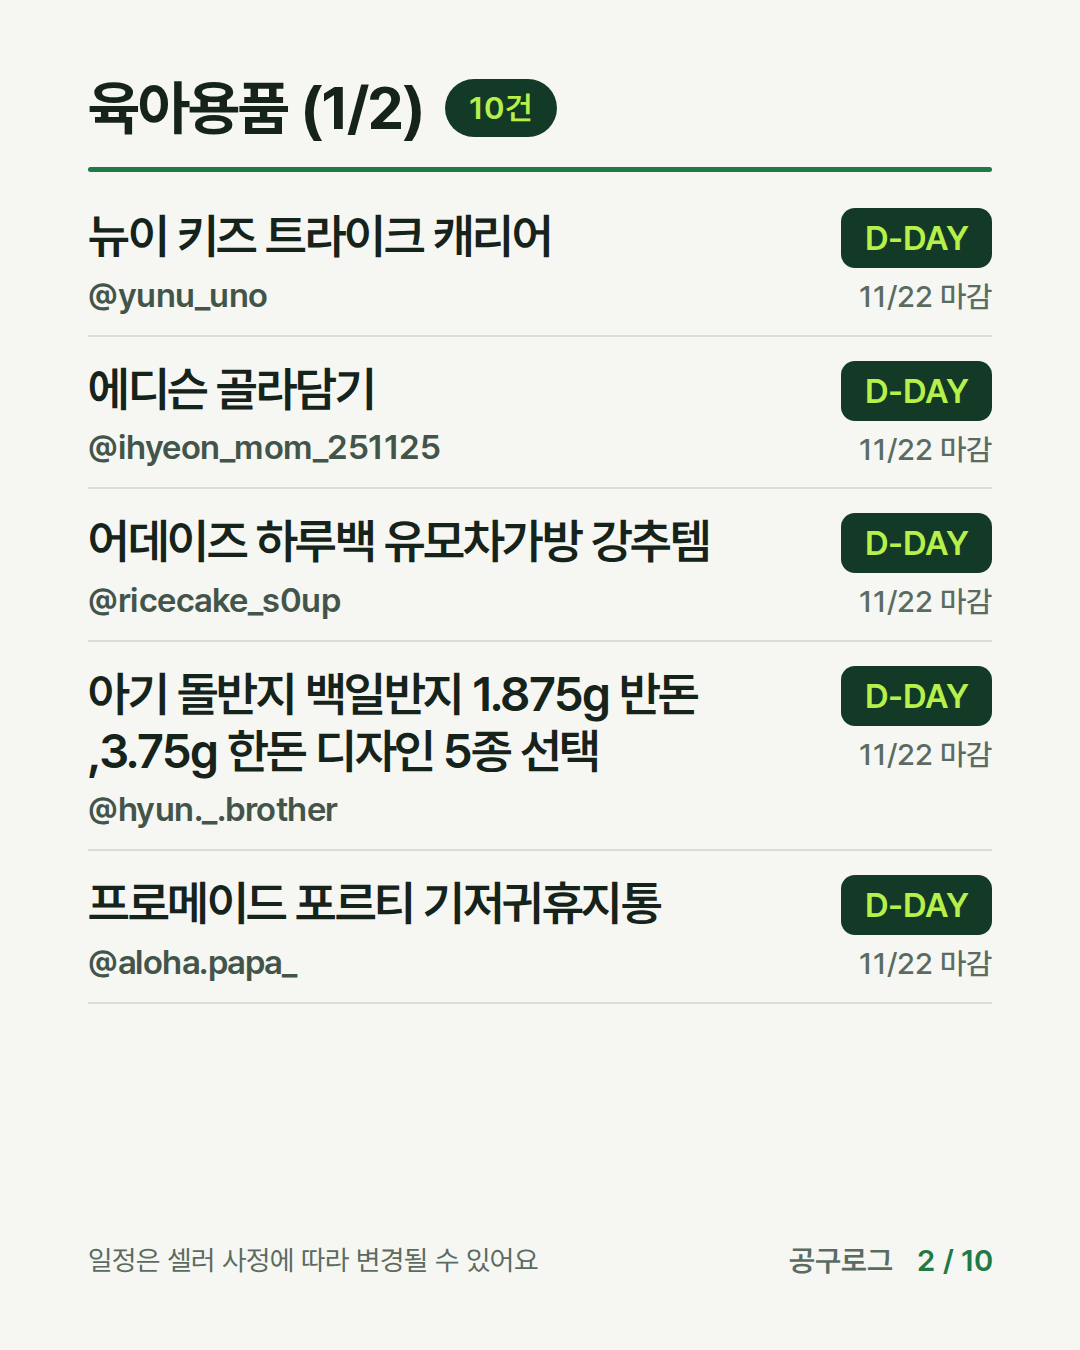 육아용품 (1/2) 10건
뉴이 키즈 트라이크 캐리어
D-DAY
@yunu_uno
11/22 마감
에디슨 골라담기
D-DAY
@ihyeon_mom_251125
11/22 마감
어데이즈 하루백 유모차가방 강추템
D-DAY
@ricecake_s0up
11/22 마감
아기 돌반지 백일반지 1.875g 반돈
,3.75g 한돈 디자인 5종 선택
D-DAY
11/22 마감
@hyun._.brother
프로메이드 포르티 기저귀휴지통
D-DAY
@aloha.papa_
11/22 마감
일정은 셀러 사정에 따라 변경될 수 있어요
공구로그 2 / 10